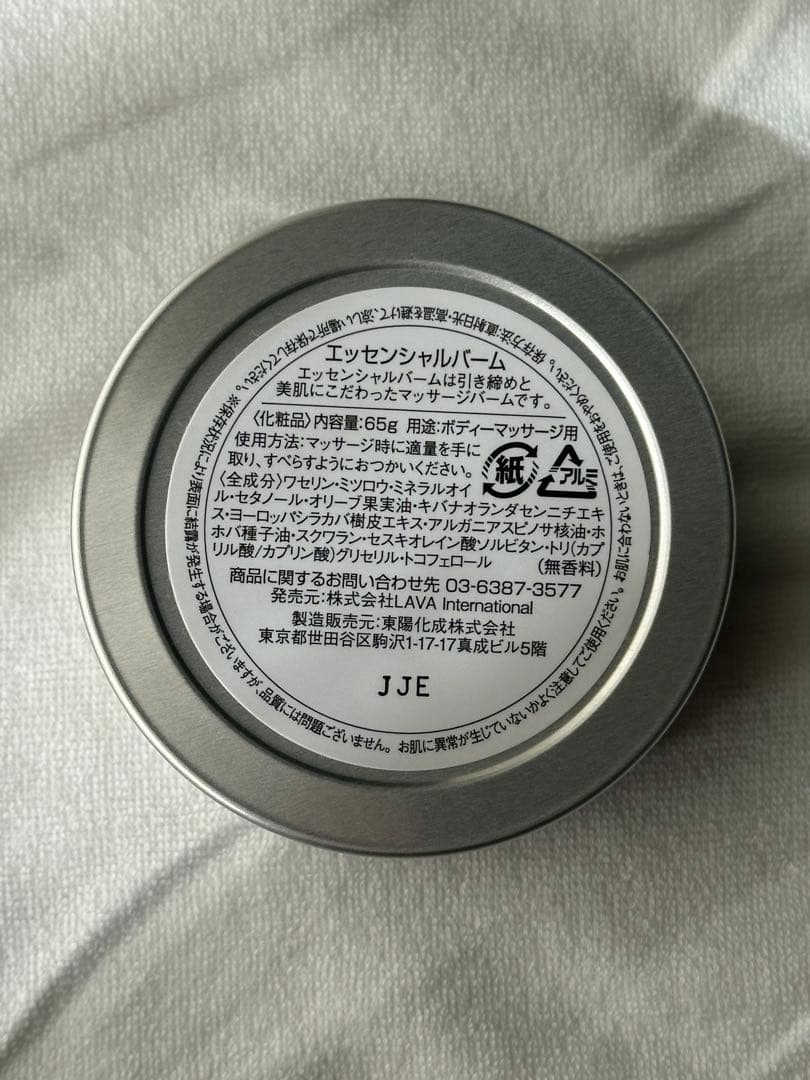 エッセンシャルバーム
エッセンシャルバームは引き締めと
美肌にこだわったマッサージバームです。
〈化粧品〉内容量:65g 用途:ボディーマッサージ用
使用方法:マッサージ時に適量を手に
取り、すべらすようにおつかいください。
紙
アルミ
〈全成分〉ワセリン・ミツロウ・ミネラルオイ
ル・セタノール・オリーブ果実油・キバナオランダセンニチエキ
ス・ヨーロッパシラカバ樹皮エキス・アルガニアスピノサ核油・ホ
ホバ種子油・スクワラン・セスキオレイン酸ソルビタン・トリ(カプ
リル酸/カプリン酸)グリセリル・トコフェロール (無香料)
商品に関するお問い合わせ先 03-6387-3577
発売元:株式会社LAVA International
製造販売元:東陽化成株式会社
東京都世田谷区駒沢1-17-17真成ビル5階
JJE
お肌に異常が生じていないかよく注意してご使用ください。お肌に合わないときは、ご使用をおやめください。保存方法:直射日光・高温を避けて、涼しい場所で保存してください。※保存状況により表面に結露が発生する場合がございますが、品質には問題ございません。